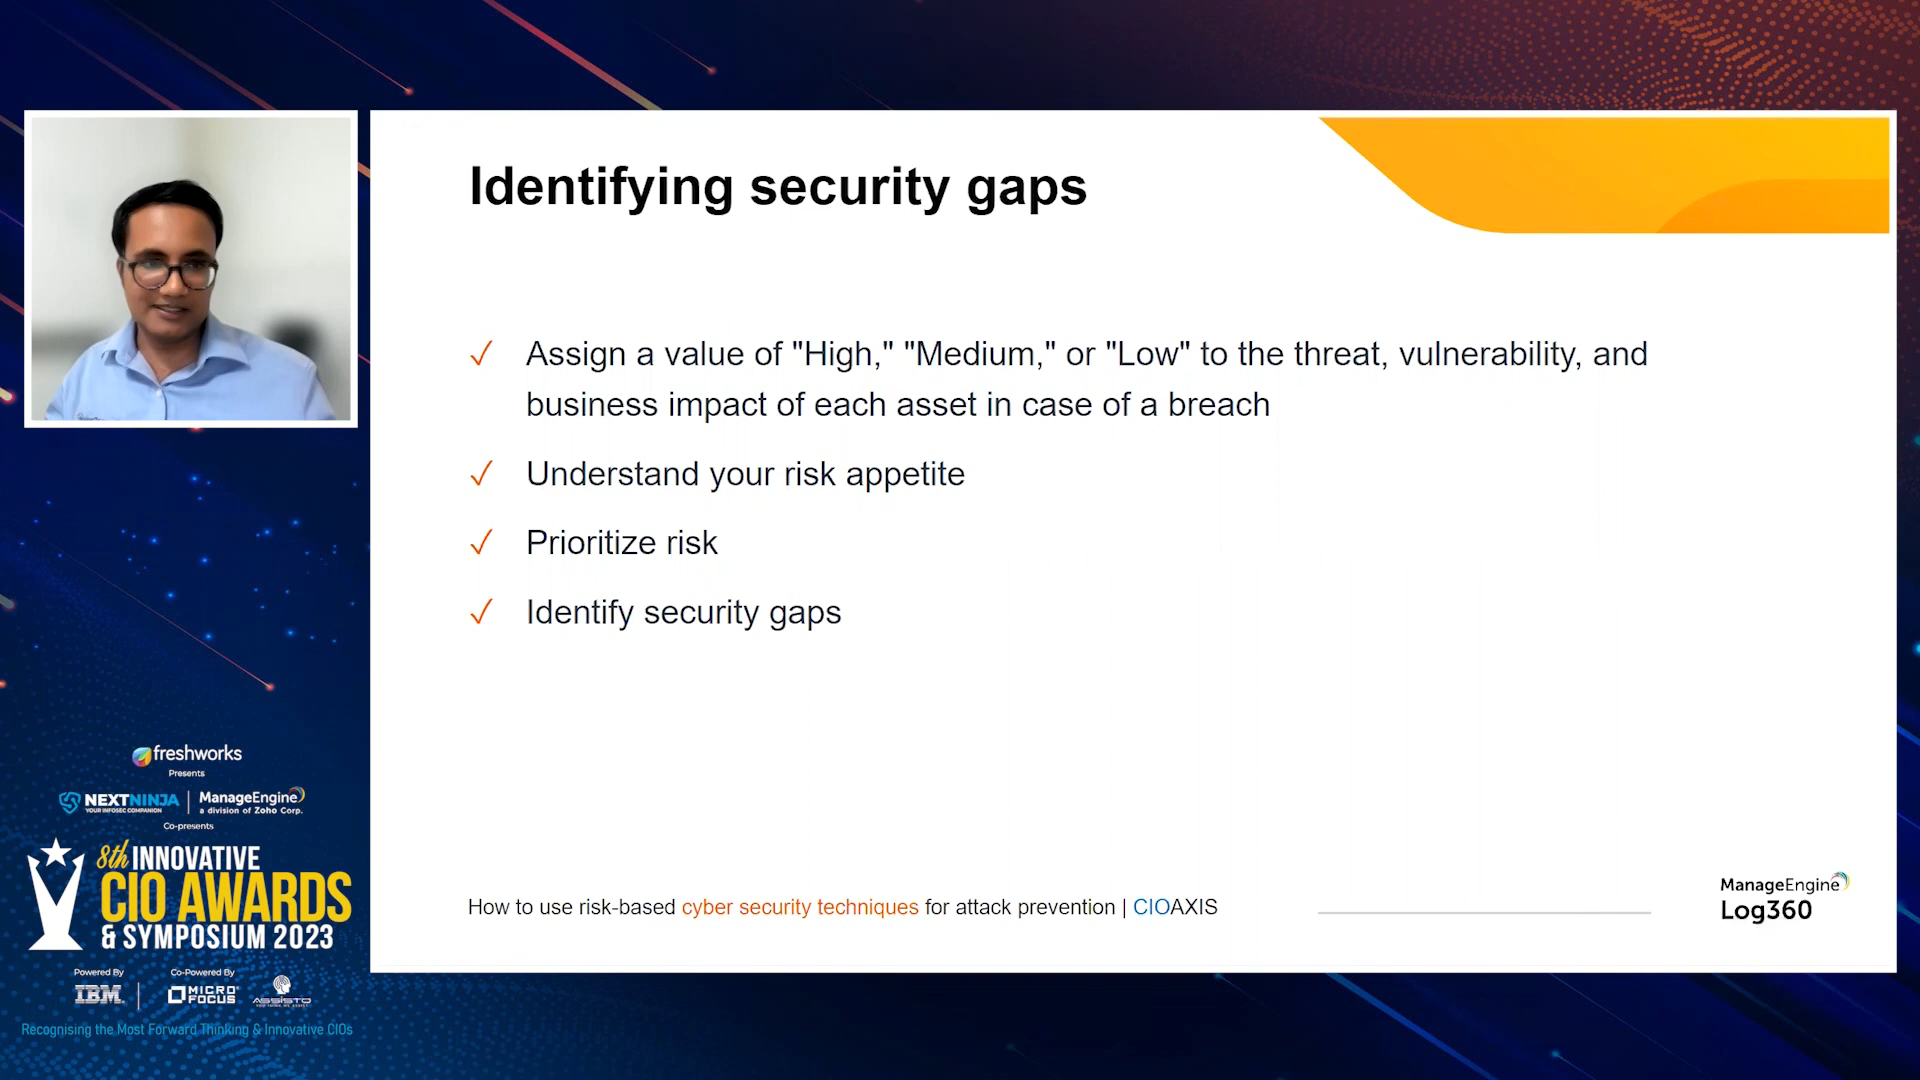 Identifying security gaps
✓ Assign a value of "High," "Medium," or "Low" to the threat, vulnerability, and
business impact of each asset in case of a breach
✓ Understand your risk appetite
✓ Prioritize risk
✓ Identify security gaps
How to use risk-based cyber security techniques for attack prevention | CIOAXIS
ManageEngine
Log360
freshworks
Presents
NEXTNINJA
YOUR INFOSEC COMPANION
ManageEngine
a division of Zoho Corp.
Co-presents
8th INNOVATIVE
CIO AWARDS
& SYMPOSIUM 2023
Powered By
IBM
Co-Powered By
MICRO
FOCUS
ASSISTO
Recognising the Most Forward Thinking & Innovative CIOs